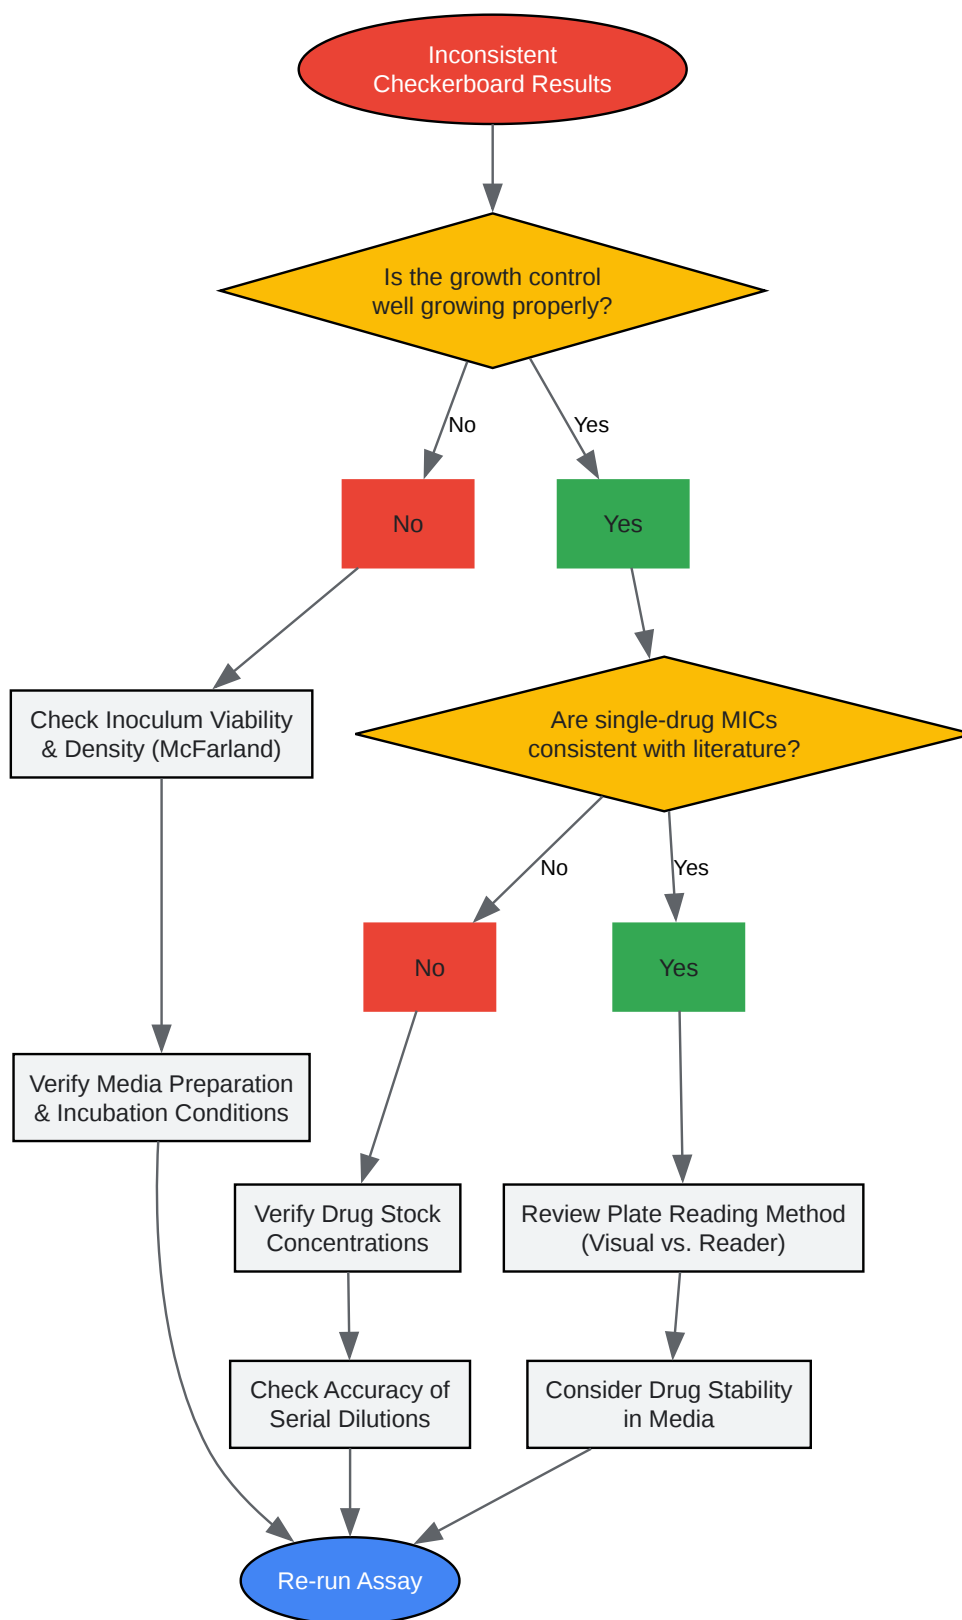 Inconsistent
Checkerboard Results
Is the growth control
well growing properly?
No
Yes
No
Yes
Check Inoculum Viability
& Density (McFarland)
Are single-drug MICs
consistent with literature?
No
Yes
No
Yes
Verify Media Preparation
& Incubation Conditions
Verify Drug Stock
Concentrations
Review Plate Reading Method
(Visual vs. Reader)
Check Accuracy of
Serial Dilutions
Consider Drug Stability
in Media
Re-run Assay